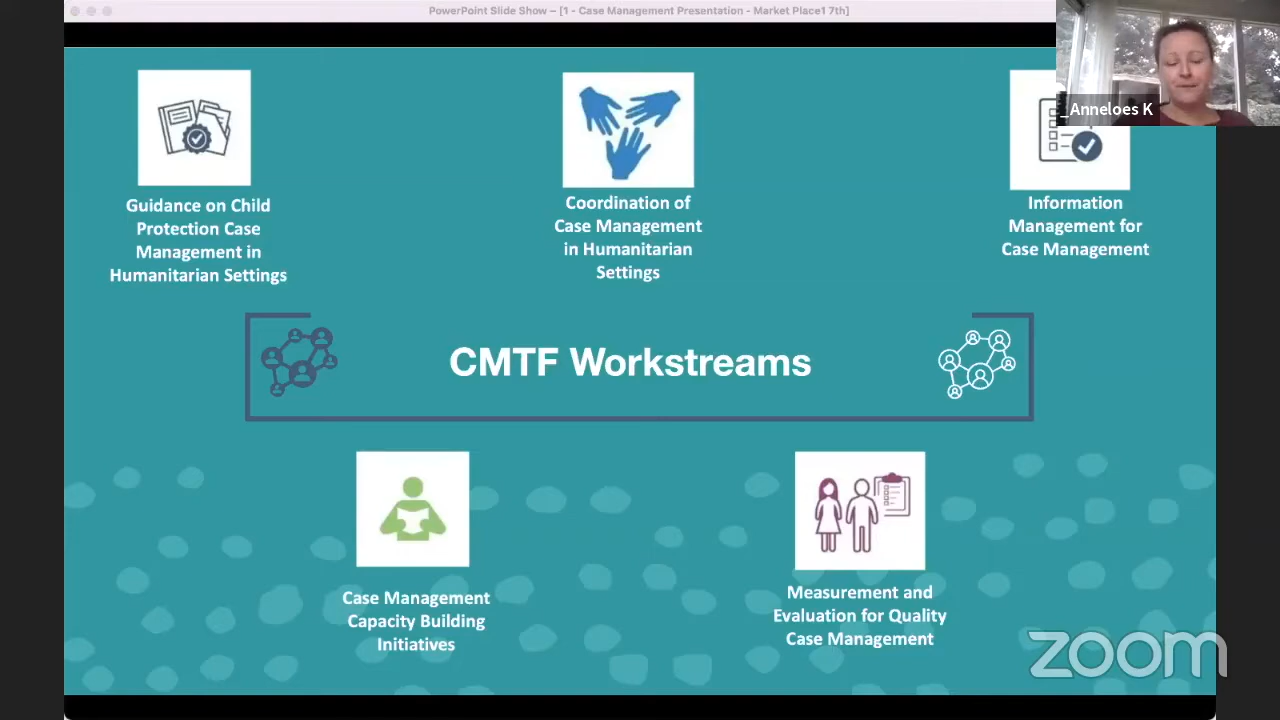 PowerPoint Slide Show – [1 - Case Management Presentation - Market Place1 7th]
_Anneloes K
Guidance on Child
Protection Case
Management in
Humanitarian Settings
Coordination of
Case Management
in Humanitarian
Settings
Information
Management for
Case Management
CMTF Workstreams
Case Management
Capacity Building
Initiatives
Measurement and
Evaluation for Quality
Case Management
zoom